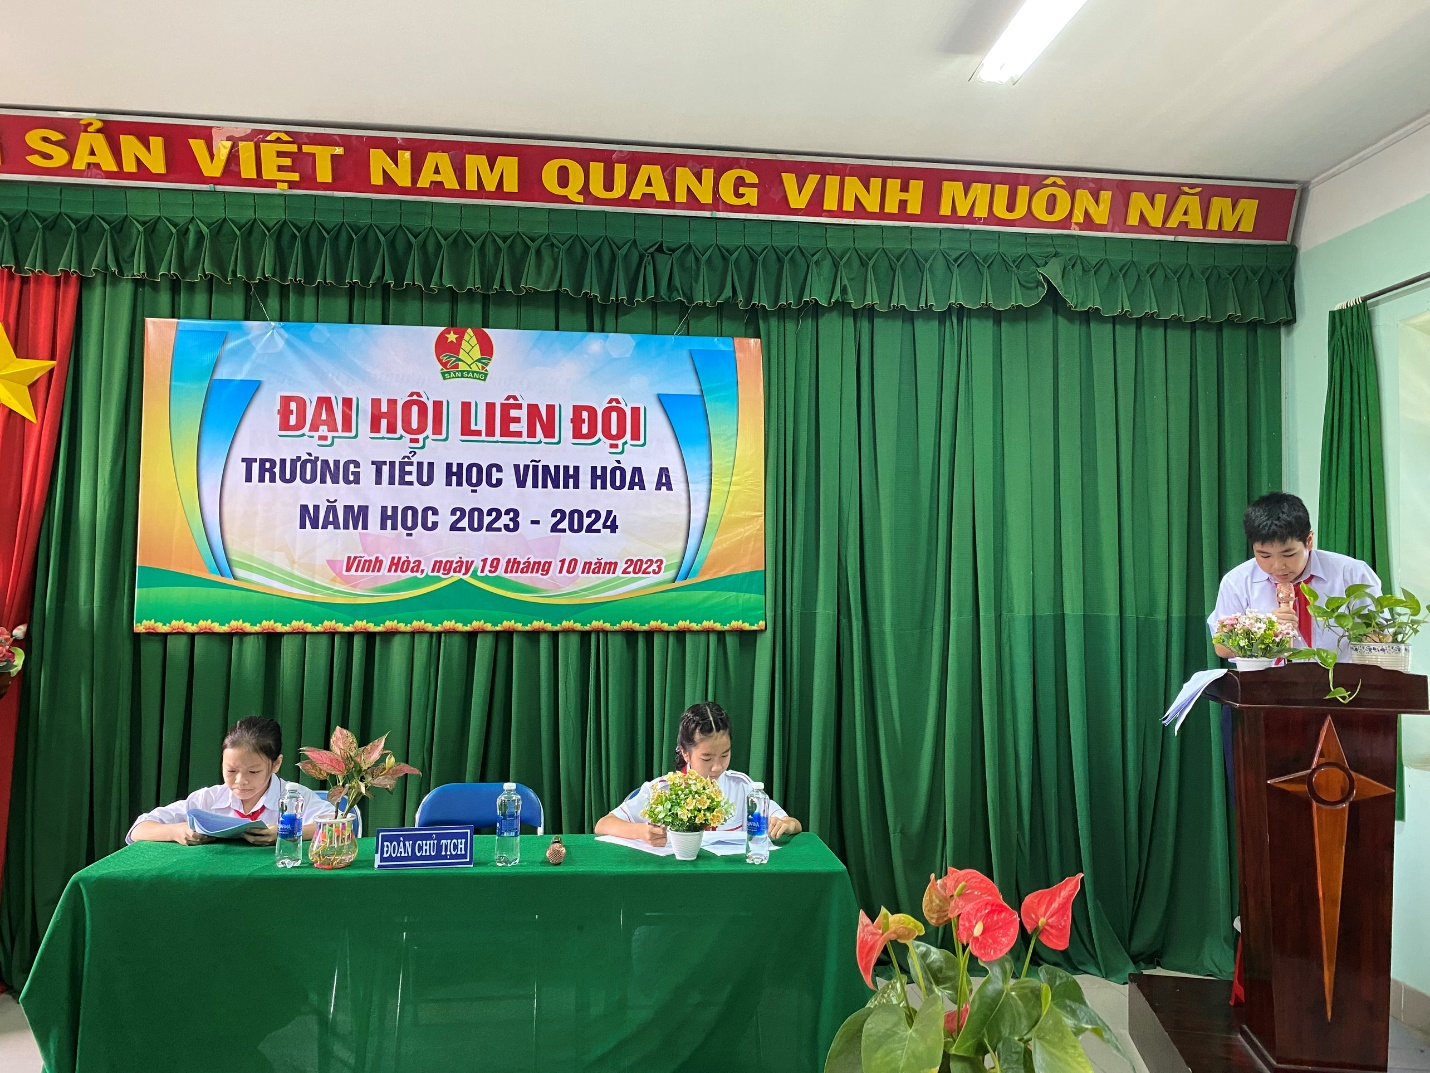 SẢN VIỆT NAM QUANG VINH MUÔN NĂM
SẴN SÀNG
ĐẠI HỘI LIÊN ĐỘI
TRƯỜNG TIỂU HỌC VĨNH HÒA A
NĂM HỌC 2023 - 2024
Vĩnh Hòa, ngày 19 tháng 10 năm 2023
ĐOÀN CHỦ TỊCH